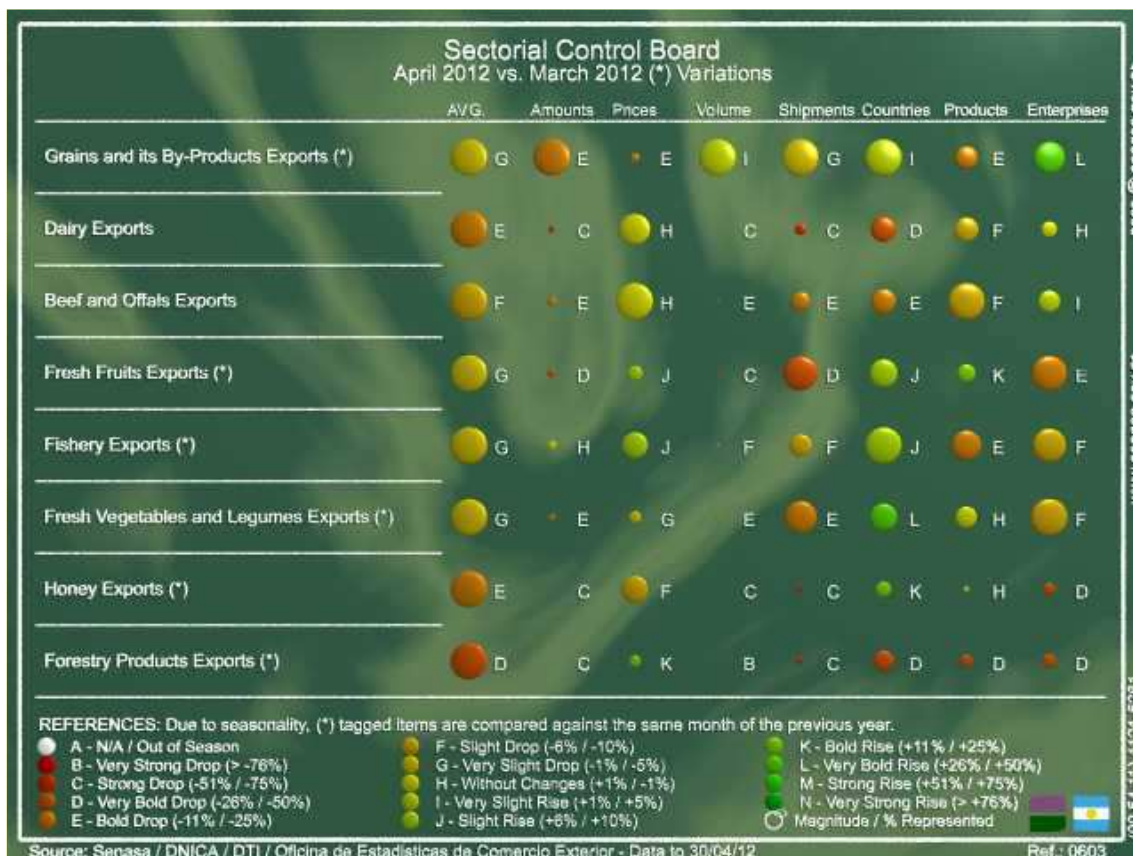 Sectorial Control Board
April 2012 vs. March 2012 (*) Variations
AVG. Amounts Prices Volume Shipments Countries Products Enterprises
Grains and its By-Products Exports (*) G E E I G I E L
Dairy Exports E C H C C D F H
Beef and Offals Exports F E H E E E F I
Fresh Fruits Exports (*) G D J C D J K E
Fishery Exports (*) G H J F F J E F
Fresh Vegetables and Legumes Exports (*) G E G E E L H F
Honey Exports (*) E C F C C K H D
Forestry Products Exports (*) D C K B C D D D
REFERENCES: Due to seasonality, (*) tagged items are compared against the same month of the previous year.
A - N/A / Out of Season
B - Very Strong Drop (> -76%)
C - Strong Drop (-51% / -75%)
D - Very Bold Drop (-26% / -50%)
E - Bold Drop (-11% / -25%)
F - Slight Drop (-6% / -10%)
G - Very Slight Drop (-1% / -5%)
H - Without Changes (+1% / -1%)
I - Very Slight Rise (+1% / +5%)
J - Slight Rise (+6% / +10%)
K - Bold Rise (+11% / +25%)
L - Very Bold Rise (+26% / +50%)
M - Strong Rise (+51% / +75%)
N - Very Strong Rise (> +76%)
Magnitude / % Represented
Source: Senasa / DNICA / DTI / Oficina de Estadísticas de Comercio Exterior - Data to 30/04/12
Ref.: 0603